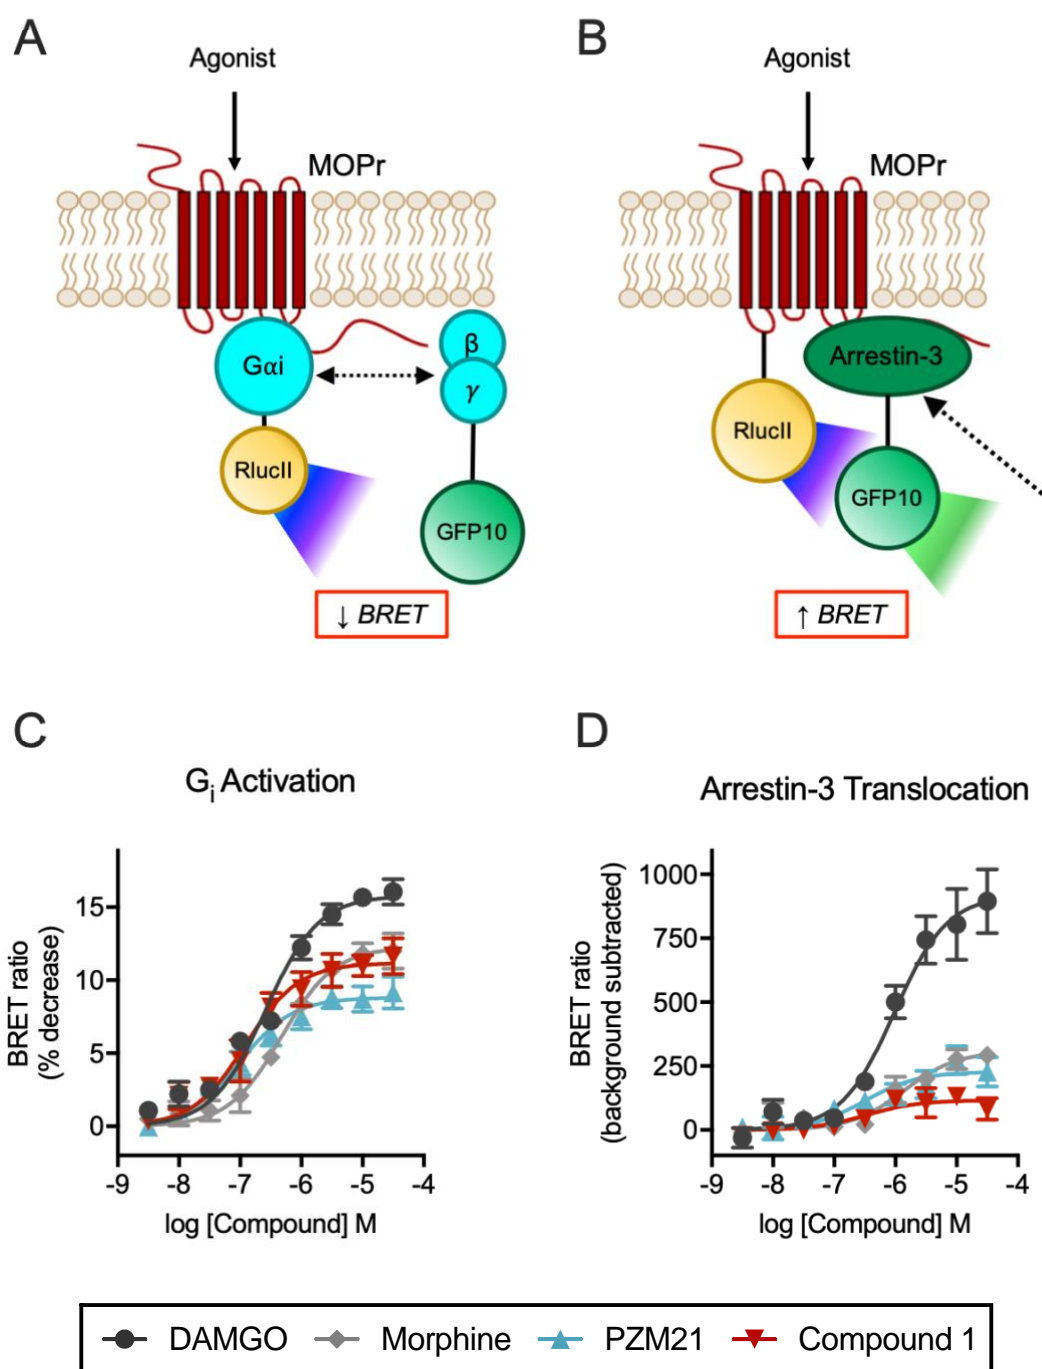 A
B
Agonist
Agonist
MOPr
MOPr
Gαi
β
γ
RlucII
GFP10
Arrestin-3
RlucII
GFP10
↓ BRET
↑ BRET
C
D
Gi Activation
Arrestin-3 Translocation
BRET ratio
(% decrease)
15
10
5
0
-9 -8 -7 -6 -5 -4
log [Compound] M
BRET ratio
(background subtracted)
1000
750
500
250
0
-9 -8 -7 -6 -5 -4
log [Compound] M
DAMGO Morphine PZM21 Compound 1